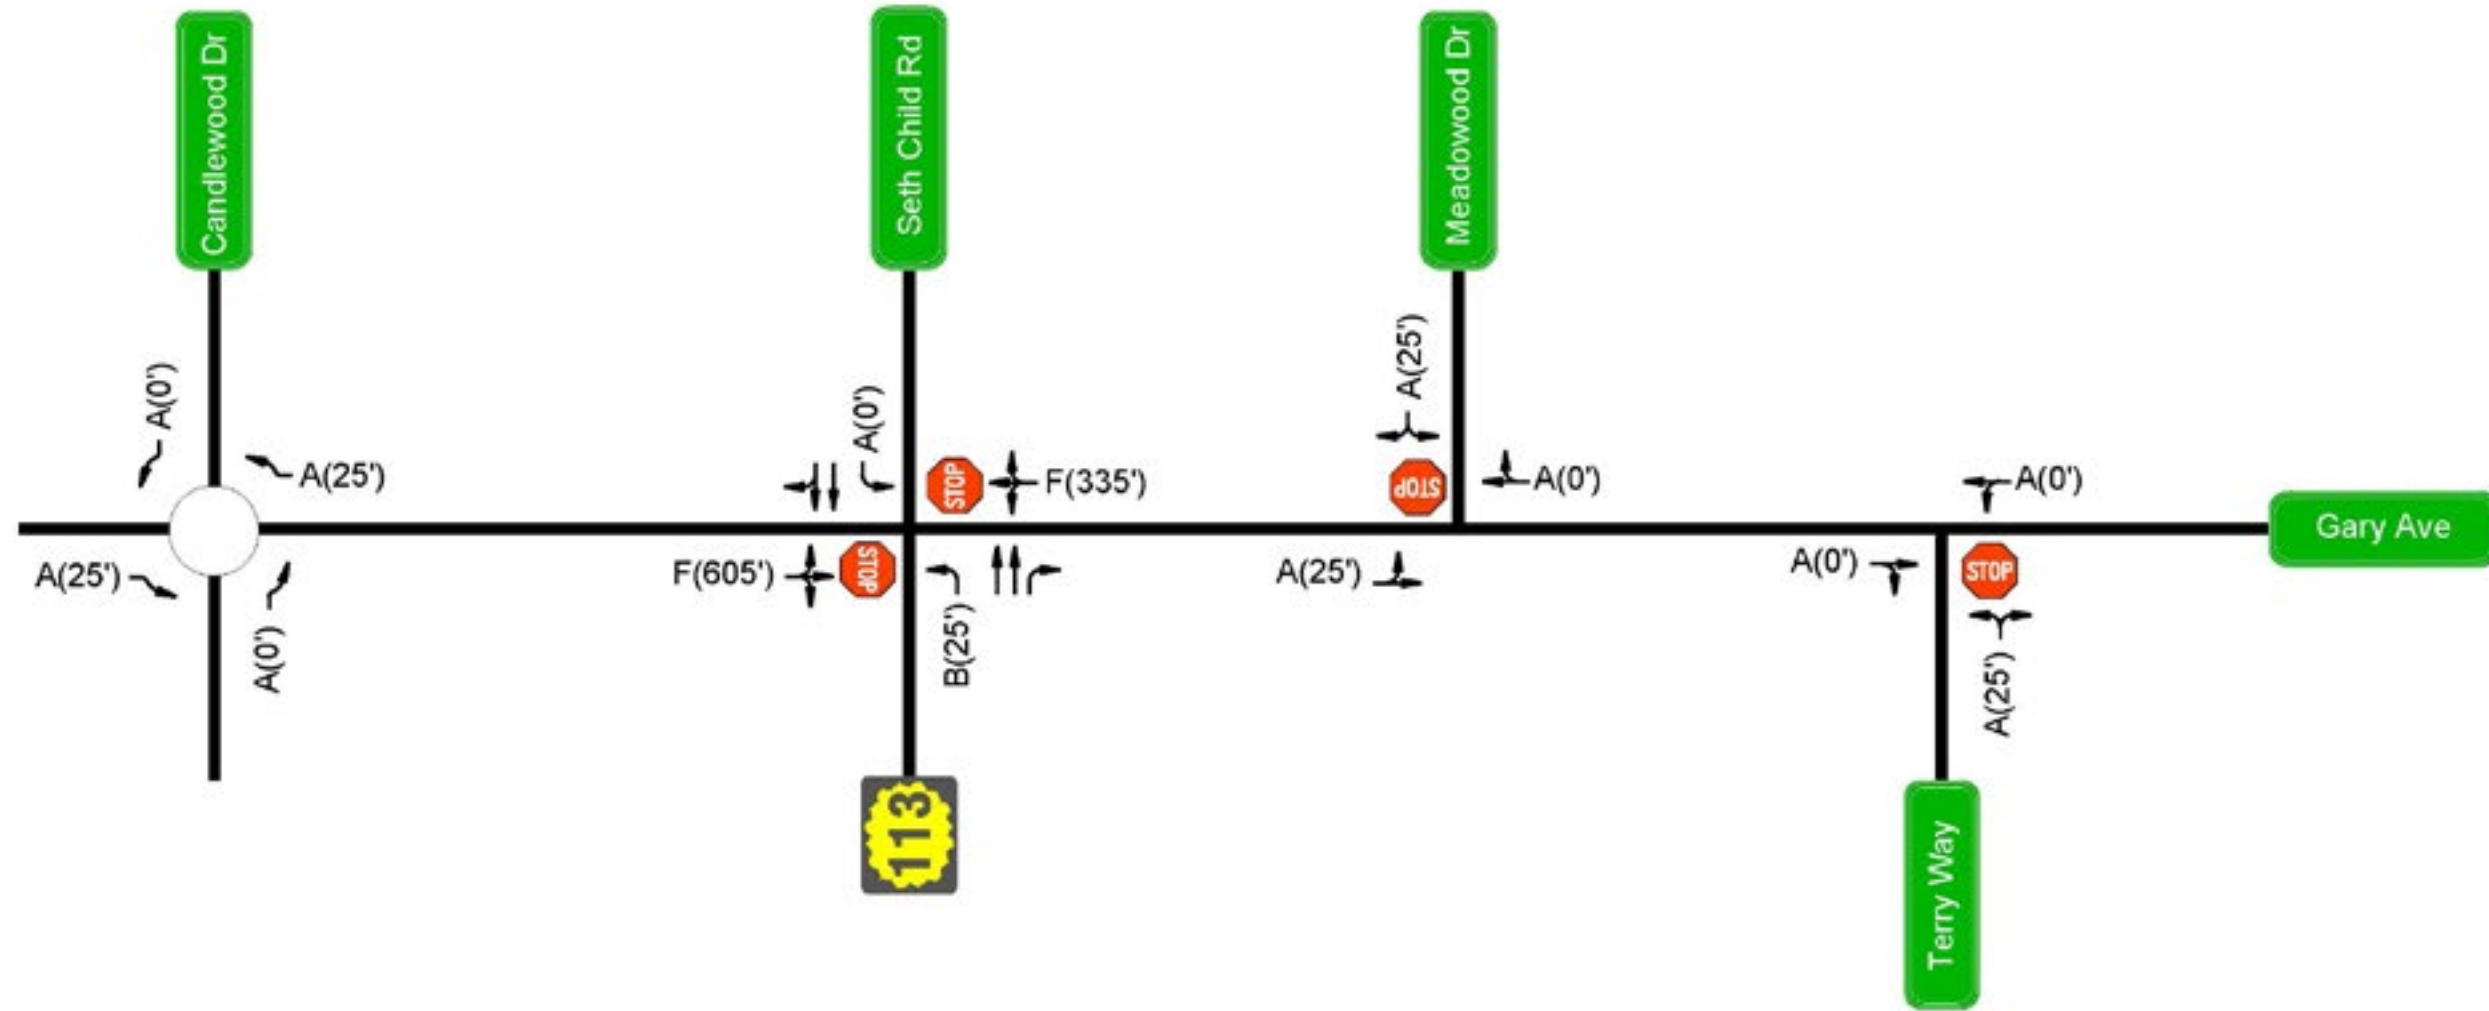 Candlewood Dr
Seth Child Rd
Meadowood Dr
A(0')
A(25')
A(0')
A(25')
A(25')
A(0')
STOP
F(335')
STOP
A(0')
A(0')
Gary Ave
F(605')
STOP
B(25')
A(25')
A(0')
STOP
A(25')
113
Terry Way